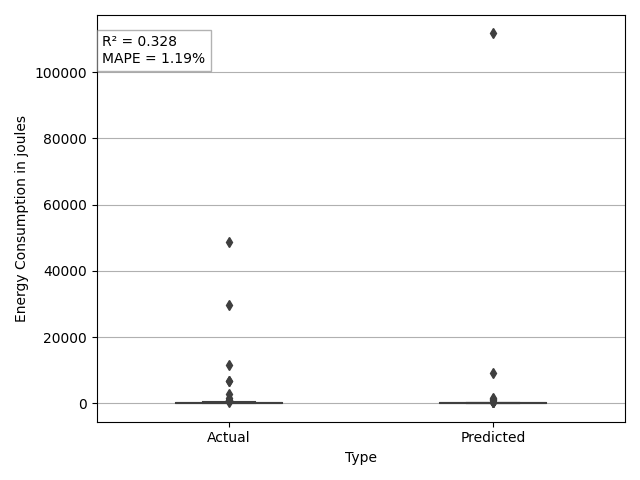 R² = 0.328
MAPE = 1.19%
100000
80000
60000
40000
20000
0
Energy Consumption in joules
Actual
Predicted
Type